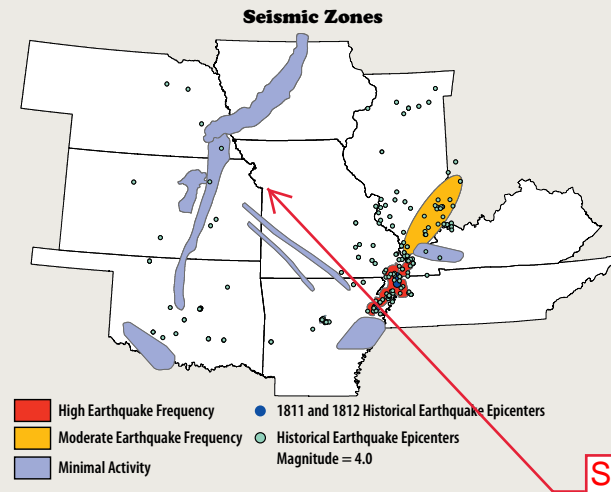 Seismic Zones
High Earthquake Frequency
Moderate Earthquake Frequency
Minimal Activity
1811 and 1812 Historical Earthquake Epicenters
Historical Earthquake Epicenters
Magnitude = 4.0
S